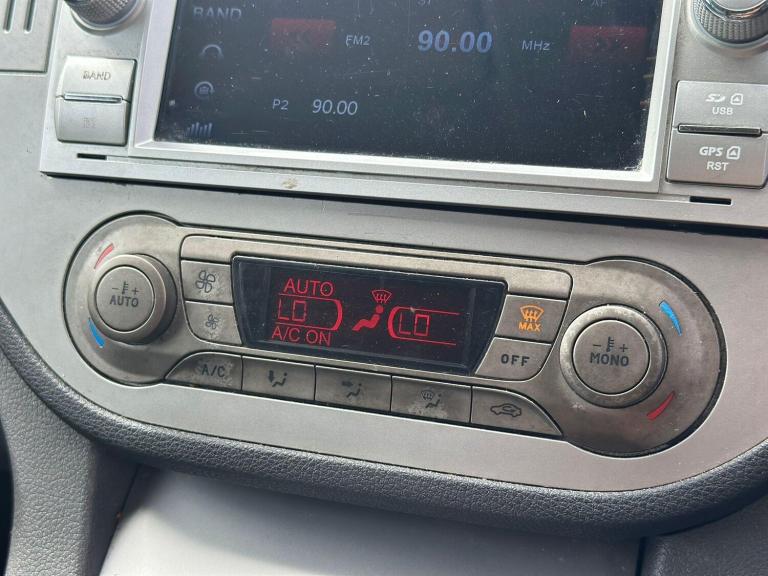 BAND
FM2 90.00 MHz
P2 90.00
BAND
USB
GPS
RST
AUTO
AUTO
LO
LO
A/C ON
MAX
OFF
A/C
MONO